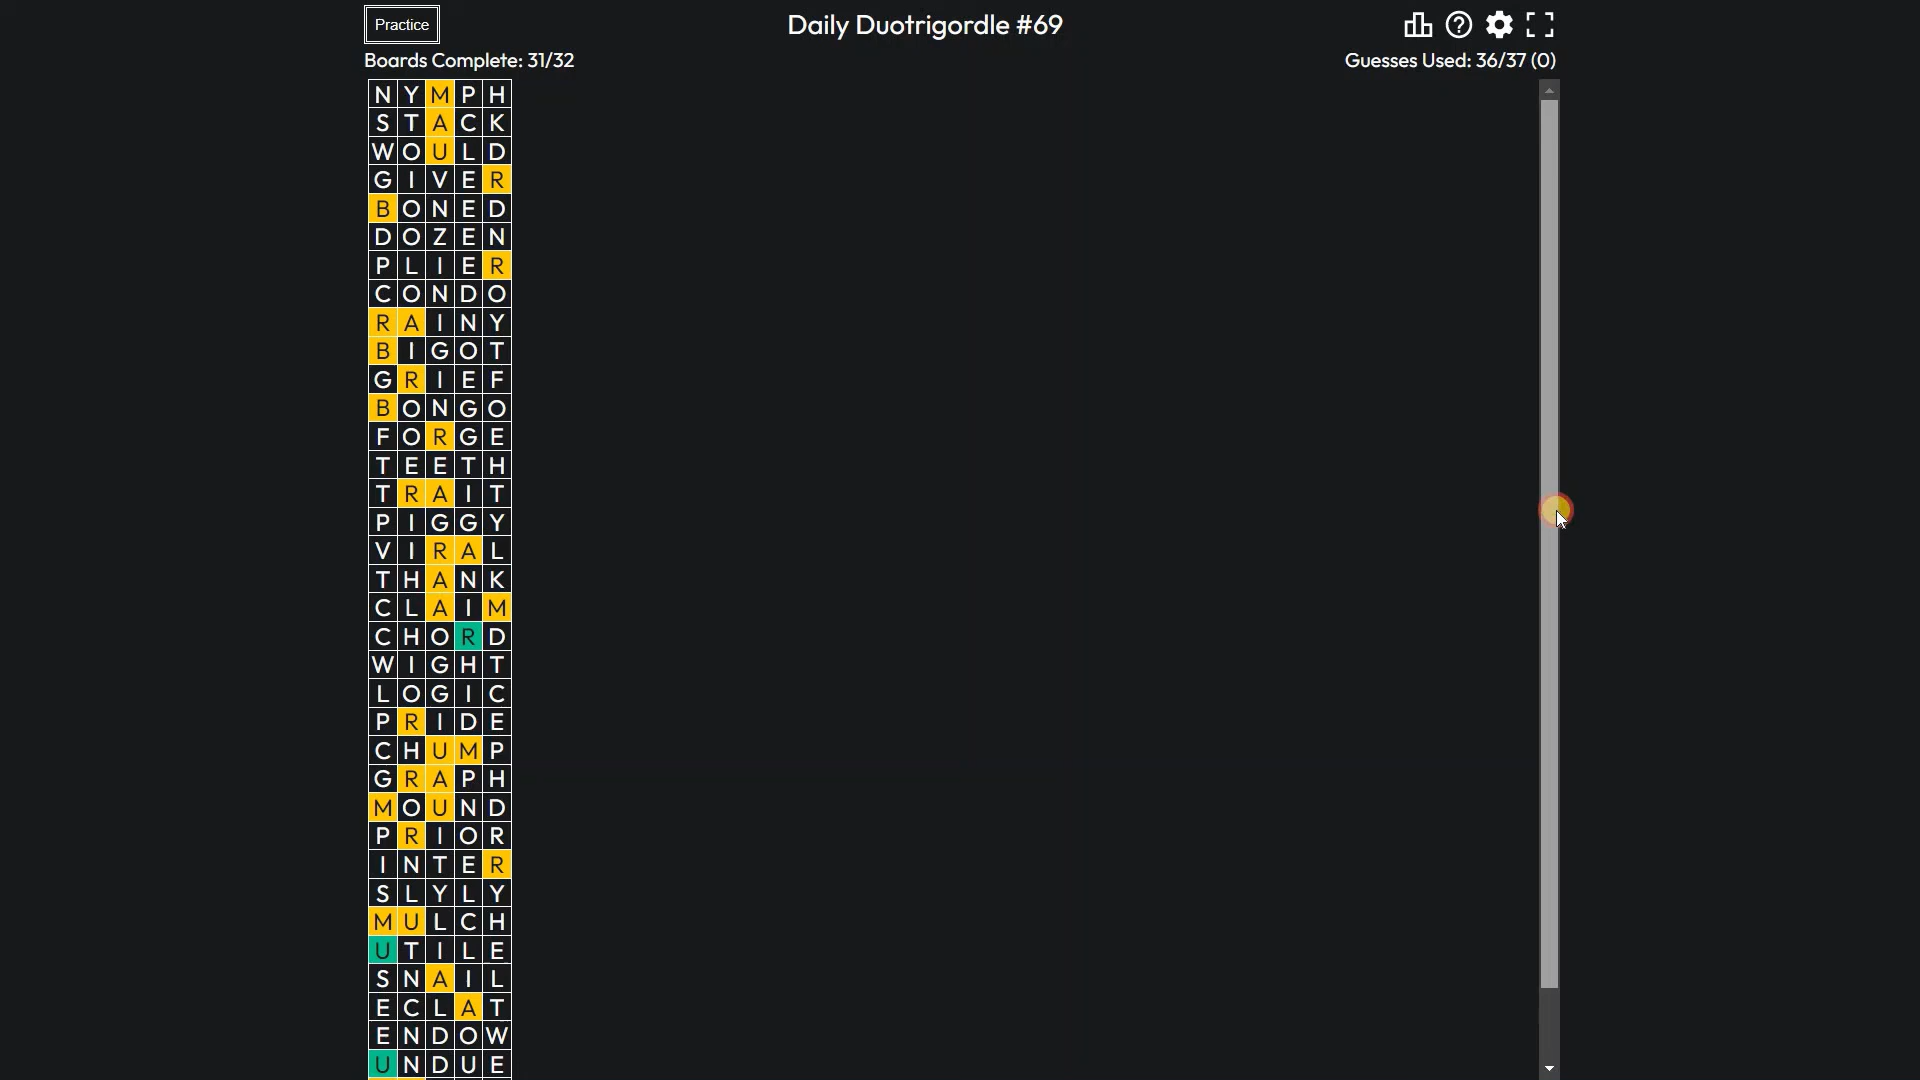 Practice
Daily Duotrigordle #69
Boards Complete: 31/32
Guesses Used: 36/37 (0)
NYMPH
STACK
WOULD
GIVER
BONED
DOZEN
PLIER
CONDO
RAINY
BIGOT
GRIEF
BONGO
FORGE
TEETH
TRAIT
PIGGY
VIRAL
THANK
CLAIM
CHORD
WIGHT
LOGIC
PRIDE
CHUMP
GRAPH
MOUND
PRIOR
INTER
SLYLY
MULCH
UTILE
SNAIL
ECLAT
ENDOW
UNDUE